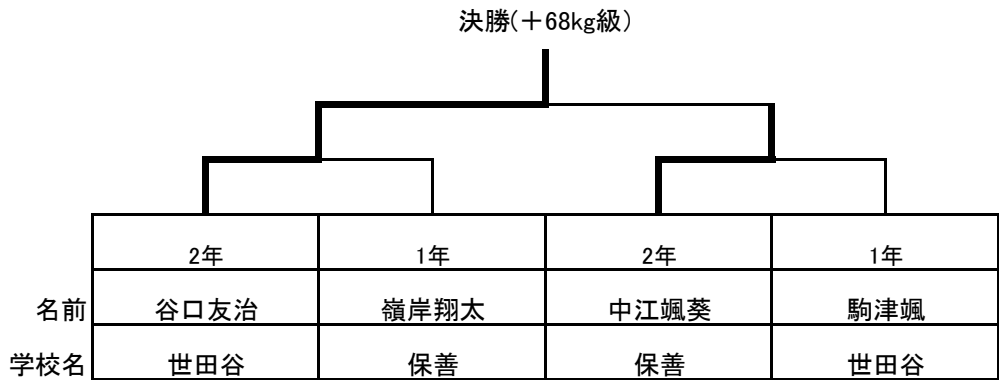 決勝(+68kg級)
2年 1年 2年 1年
名前 谷口友治 嶺岸翔太 中江颯葵 駒津颯
学校名 世田谷 保善 保善 世田谷